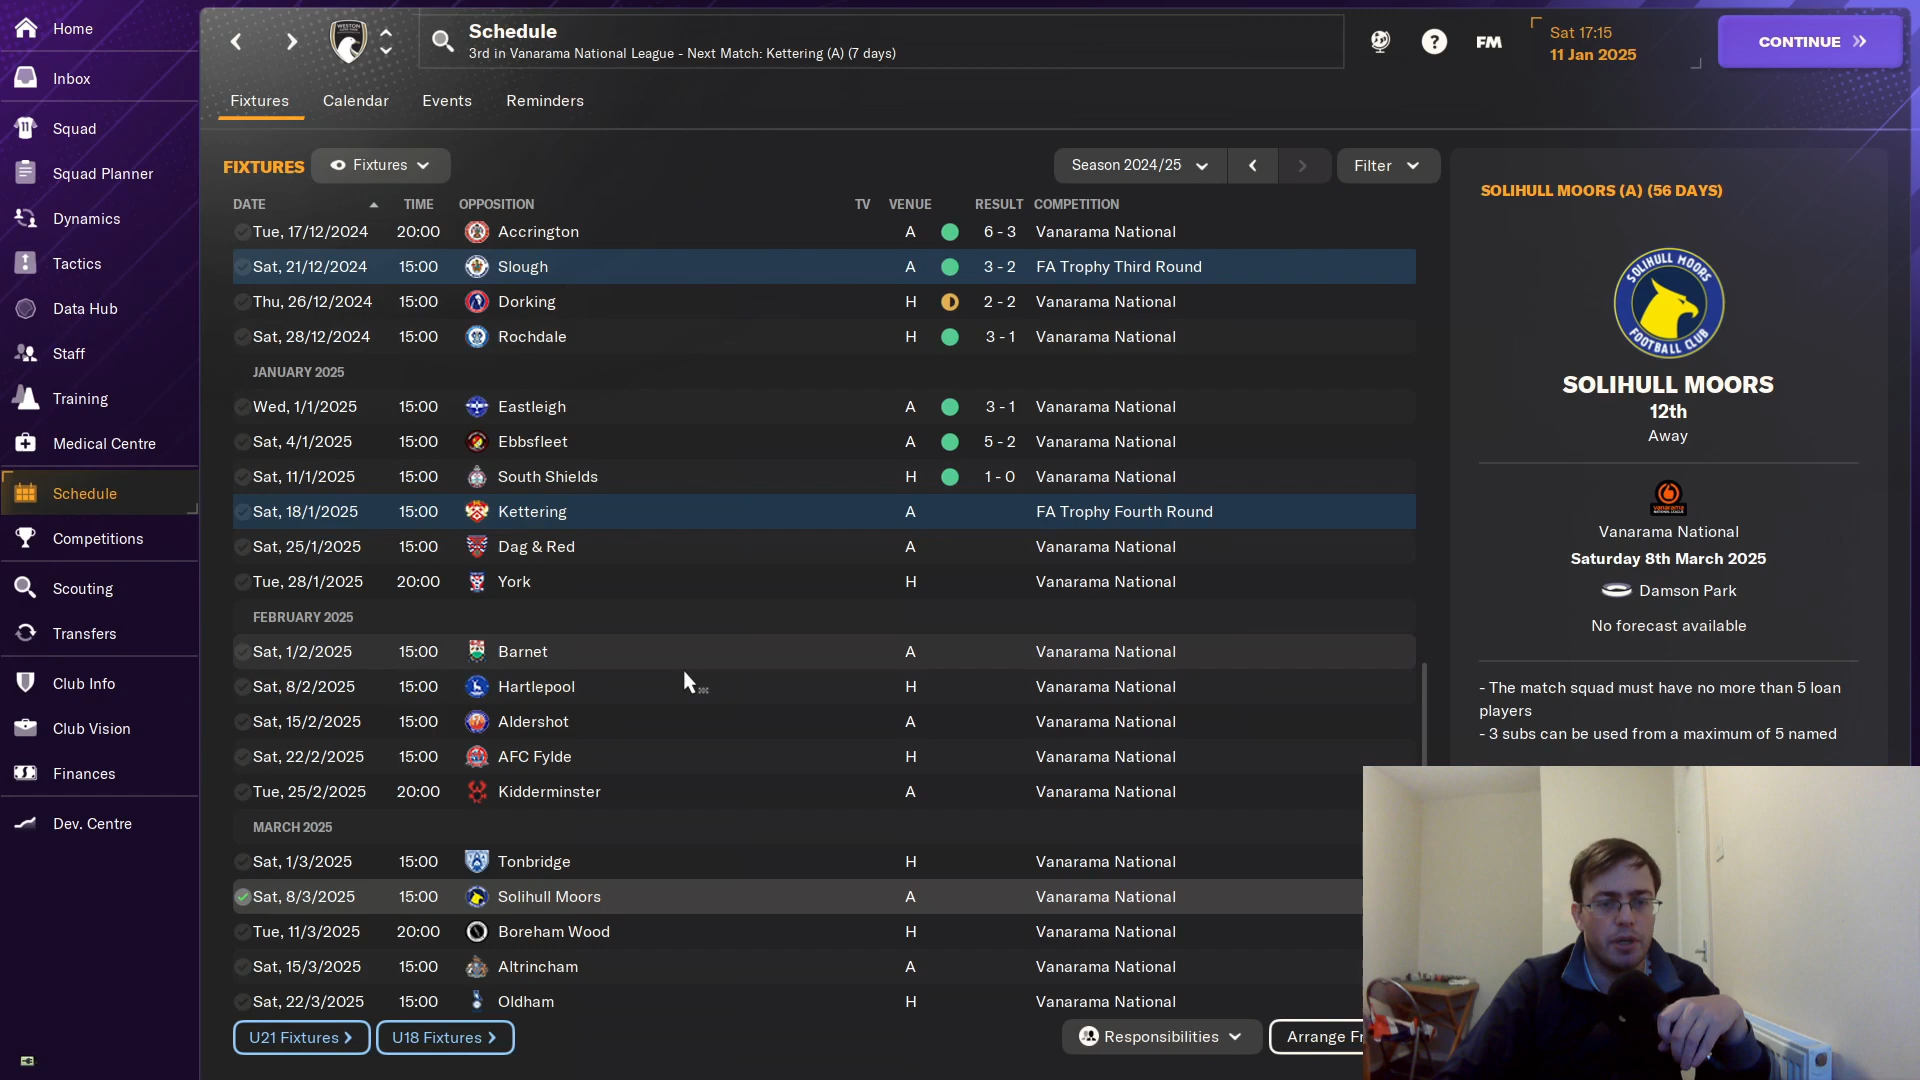 Home
Inbox
Squad
Squad Planner
Dynamics
Tactics
Data Hub
Staff
Training
Medical Centre
Schedule
Competitions
Scouting
Transfers
Club Info
Club Vision
Finances
Dev. Centre
WESTON
Schedule
3rd in Vanarama National League - Next Match: Kettering (A) (7 days)
?
FM
Sat 17:15
11 Jan 2025
CONTINUE
Fixtures Calendar Events Reminders
FIXTURES Fixtures Season 2024/25 Filter
DATE TIME OPPOSITION TV VENUE RESULT COMPETITION
Tue, 17/12/2024 20:00 Accrington A 6 - 3 Vanarama National
Sat, 21/12/2024 15:00 Slough A 3 - 2 FA Trophy Third Round
Thu, 26/12/2024 15:00 Dorking H 2 - 2 Vanarama National
Sat, 28/12/2024 15:00 Rochdale H 3 - 1 Vanarama National
JANUARY 2025
Wed, 1/1/2025 15:00 Eastleigh A 3 - 1 Vanarama National
Sat, 4/1/2025 15:00 Ebbsfleet A 5 - 2 Vanarama National
Sat, 11/1/2025 15:00 South Shields H 1 - 0 Vanarama National
Sat, 18/1/2025 15:00 Kettering A FA Trophy Fourth Round
Sat, 25/1/2025 15:00 Dag & Red A Vanarama National
Tue, 28/1/2025 20:00 York H Vanarama National
FEBRUARY 2025
Sat, 1/2/2025 15:00 Barnet A Vanarama National
Sat, 8/2/2025 15:00 Hartlepool H Vanarama National
Sat, 15/2/2025 15:00 Aldershot A Vanarama National
Sat, 22/2/2025 15:00 AFC Fylde H Vanarama National
Tue, 25/2/2025 20:00 Kidderminster A Vanarama National
MARCH 2025
Sat, 1/3/2025 15:00 Tonbridge H Vanarama National
Sat, 8/3/2025 15:00 Solihull Moors A Vanarama National
Tue, 11/3/2025 20:00 Boreham Wood H Vanarama National
Sat, 15/3/2025 15:00 Altrincham A Vanarama National
Sat, 22/3/2025 15:00 Oldham H Vanarama National
U21 Fixtures U18 Fixtures Responsibilities Arrange Fr
SOLIHULL MOORS (A) (56 DAYS)
SOLIHULL MOORS
FOOTBALL CLUB
SOLIHULL MOORS
12th
Away
Vanarama National
Saturday 8th March 2025
Damson Park
No forecast available
- The match squad must have no more than 5 loan
players
- 3 subs can be used from a maximum of 5 named